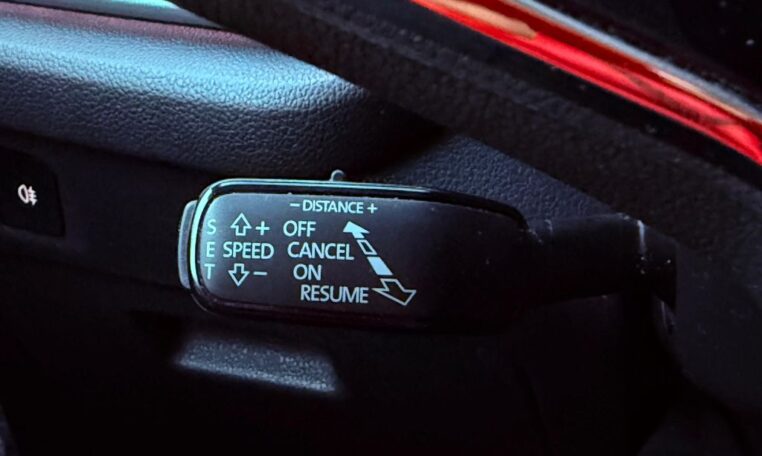 - DISTANCE +
S + OFF
E SPEED CANCEL
T - ON
RESUME